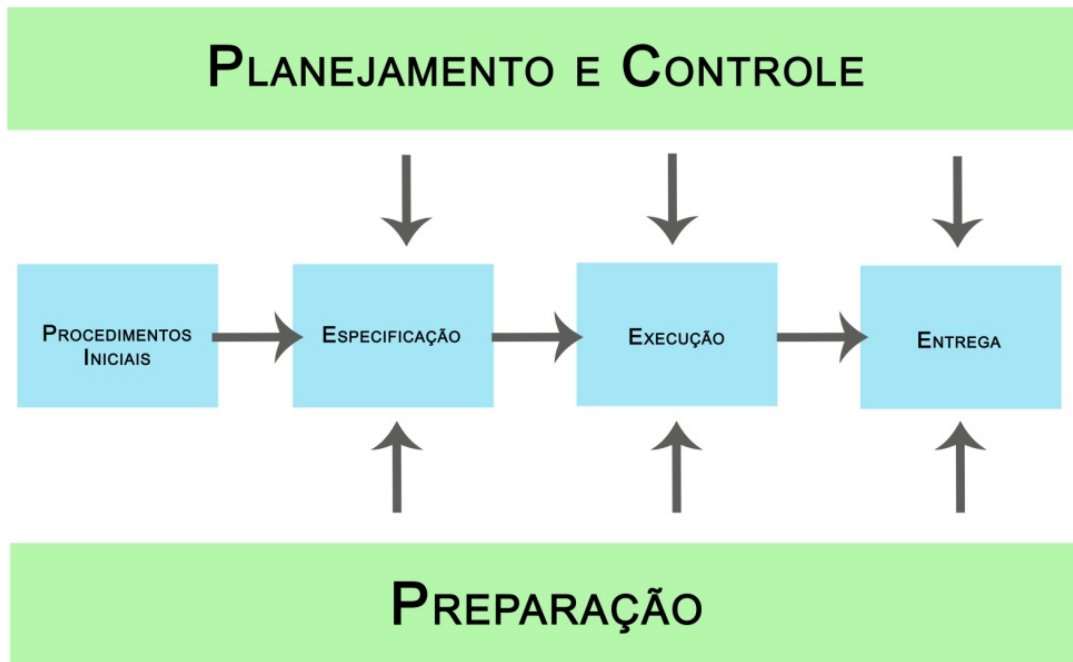 Planejamento e Controle
Procedimentos
Iniciais
Especificação
Execução
Entrega
Preparação